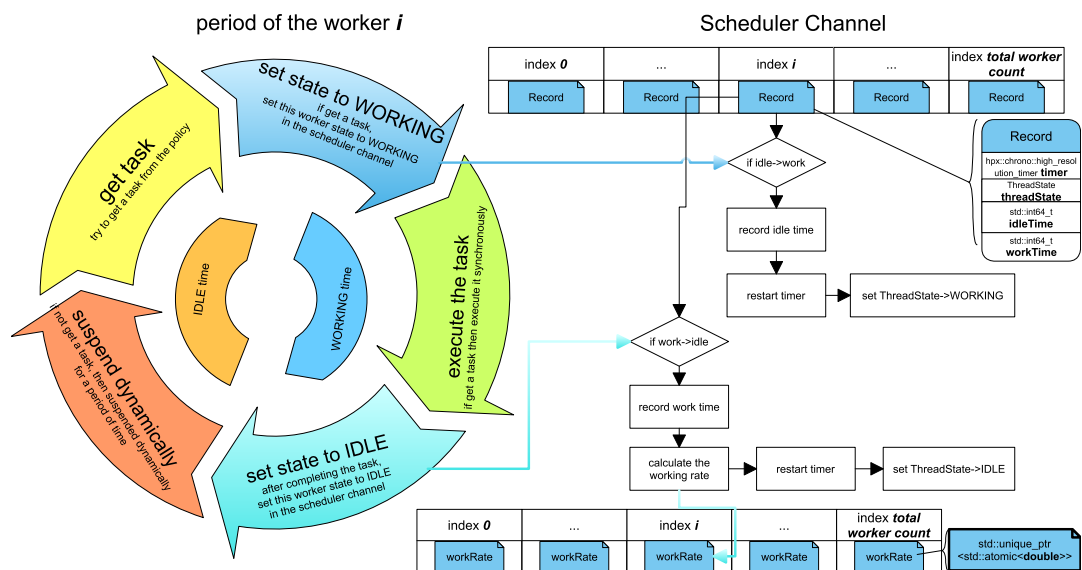 period of the worker i
set state to WORKING
if get a task,
set this worker state to WORKING
in the scheduler channel
get task
try to get a task from the policy
execute the task
if get a task then execute it synchronously
IDLE time
WORKING time
suspend dynamically
if not get a task, then suspended dynamically
for a period of time
set state to IDLE
after completing the task,
set this worker state to IDLE
in the scheduler channel
Scheduler Channel
index 0
...
index i
...
index total worker
count
Record
Record
Record
Record
Record
if idle->work
record idle time
restart timer
set ThreadState->WORKING
Record
hpx::chrono::high_resol
ution_timer timer
ThreadState
threadState
std::int64_t
idleTime
std::int64_t
workTime
if work->idle
record work time
calculate the
working rate
restart timer
set ThreadState->IDLE
index 0
...
index i
...
index total
worker count
workRate
workRate
workRate
workRate
workRate
std::unique_ptr
<std::atomic<double>>